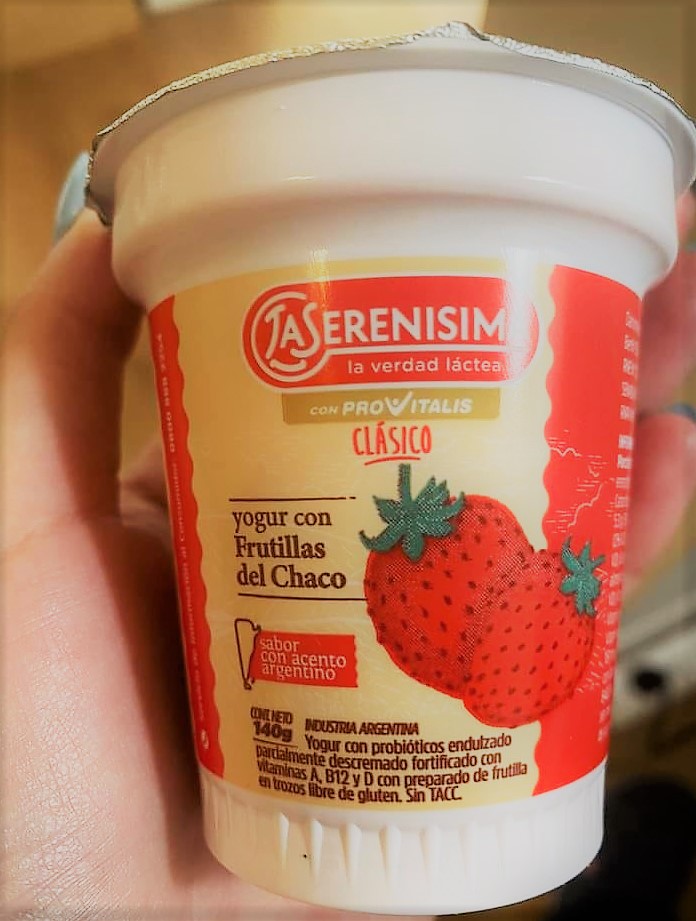 LASERENISIMA
la verdad láctea
CON PROVITALIS
CLÁSICO
yogur con
Frutillas
del Chaco
sabor
con acento
argentino
CONT. NETO
140g
INDUSTRIA ARGENTINA
Yogur con probióticos endulzado
parcialmente descremado fortificado con
vitaminas A, B12 y D con preparado de frutilla
en trozos libre de gluten. Sin TACC.